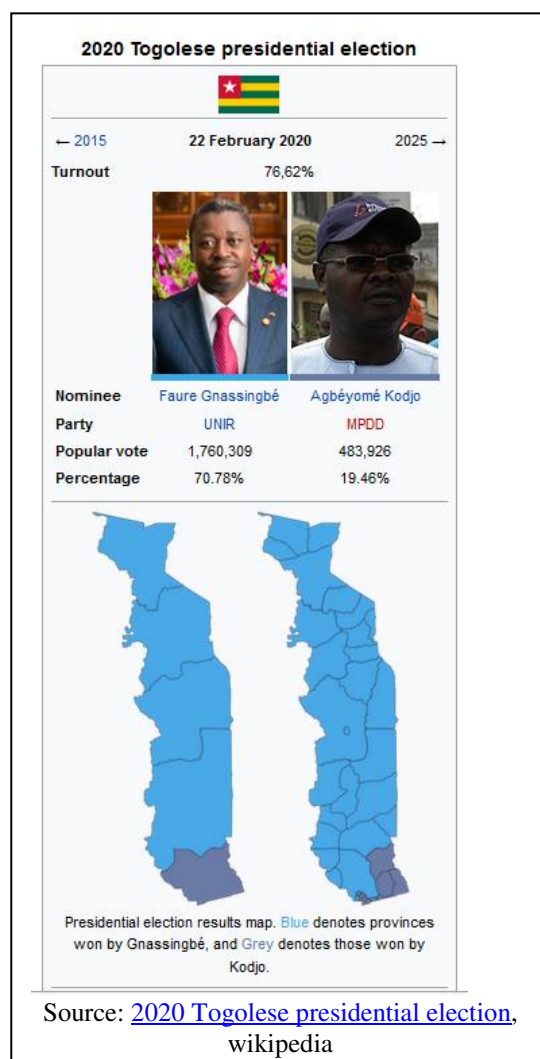 2020 Togolese presidential election
← 2015 22 February 2020 2025 →
Turnout 76,62%
Nominee Faure Gnassingbé Agbéyomé Kodjo
Party UNIR MPDD
Popular vote 1,760,309 483,926
Percentage 70.78% 19.46%
Presidential election results map. Blue denotes provinces
won by Gnassingbé, and Grey denotes those won by
Kodjo.
Source: 2020 Togolese presidential election,
wikipedia